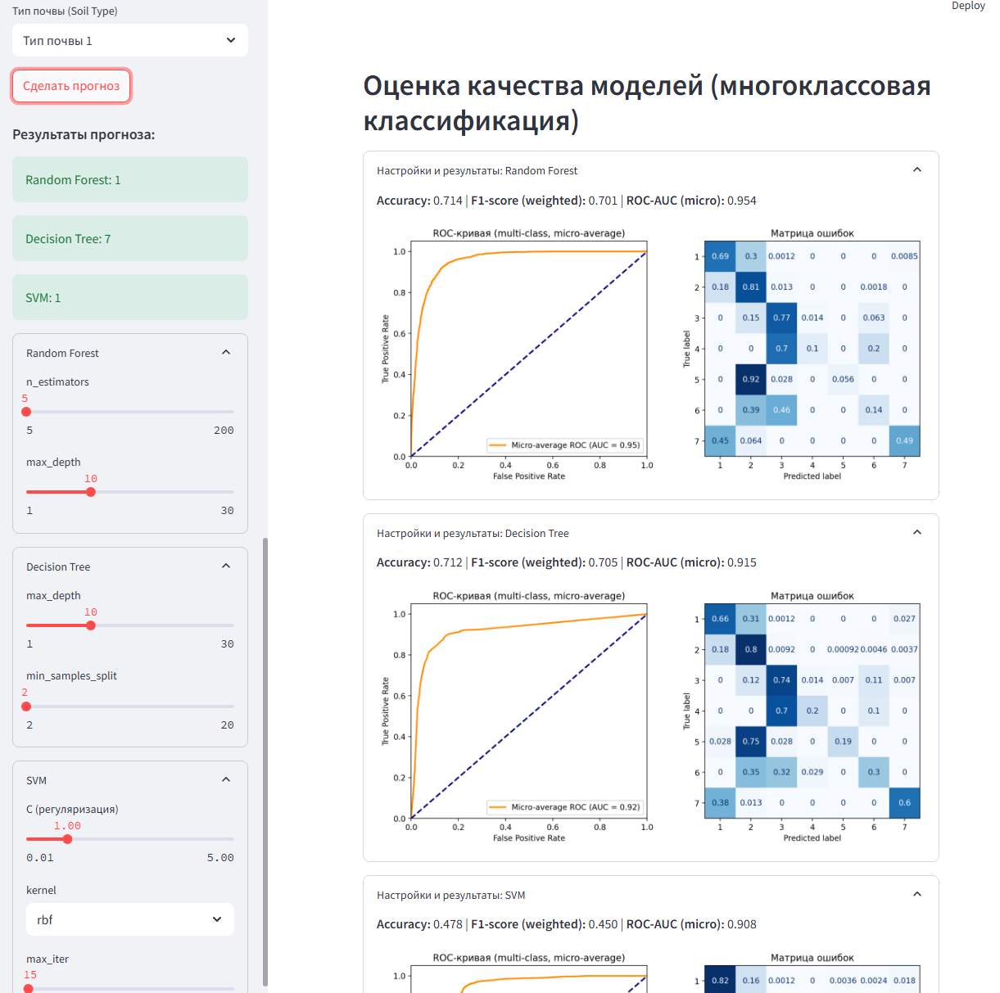 Тип почвы (Soil Type)
Тип почвы 1
Сделать прогноз
Результаты прогноза:
Random Forest: 1
Decision Tree: 7
SVM: 1
Random Forest
n_estimators
5
5 200
max_depth
10
1 30
Decision Tree
max_depth
10
1 30
min_samples_split
2
2 20
SVM
C (регуляризация)
1.00
0.01 5.00
kernel
rbf
max_iter
15
Deploy
Оценка качества моделей (многоклассовая
классификация)
Настройки и результаты: Random Forest
Accuracy: 0.714 | F1-score (weighted): 0.701 | ROC-AUC (micro): 0.954
ROC-кривая (multi-class, micro-average)
1.0
0.8
0.6
0.4
0.2
0.0
True Positive Rate
Micro-average ROC (AUC = 0.95)
0.0 0.2 0.4 0.6 0.8 1.0
False Positive Rate
Матрица ошибок
True label
1 0.69 0.3 0.0012 0 0 0 0.0085
2 0.18 0.81 0.013 0 0 0.0018 0
3 0 0.15 0.77 0.014 0 0.063 0
4 0 0 0.7 0.1 0 0.2 0
5 0 0.92 0.028 0 0.056 0 0
6 0 0.39 0.46 0 0 0.14 0
7 0.45 0.064 0 0 0 0 0.49
1 2 3 4 5 6 7
Predicted label
Настройки и результаты: Decision Tree
Accuracy: 0.712 | F1-score (weighted): 0.705 | ROC-AUC (micro): 0.915
ROC-кривая (multi-class, micro-average)
1.0
0.8
0.6
0.4
0.2
0.0
True Positive Rate
Micro-average ROC (AUC = 0.92)
0.0 0.2 0.4 0.6 0.8 1.0
False Positive Rate
Матрица ошибок
True label
1 0.66 0.31 0.0012 0 0 0 0.027
2 0.18 0.8 0.0092 0 0.00092 0.0046 0.0037
3 0 0.12 0.74 0.014 0.007 0.11 0.007
4 0 0 0.7 0.2 0 0.1 0
5 0.028 0.75 0.028 0 0.19 0 0
6 0 0.35 0.32 0.029 0 0.3 0
7 0.38 0.013 0 0 0 0 0.6
1 2 3 4 5 6 7
Predicted label
Настройки и результаты: SVM
Accuracy: 0.478 | F1-score (weighted): 0.450 | ROC-AUC (micro): 0.908
ROC-кривая (multi-class, micro-average)
1.0
Матрица ошибок
1 0.82 0.16 0.0012 0 0.0036 0.0024 0.018